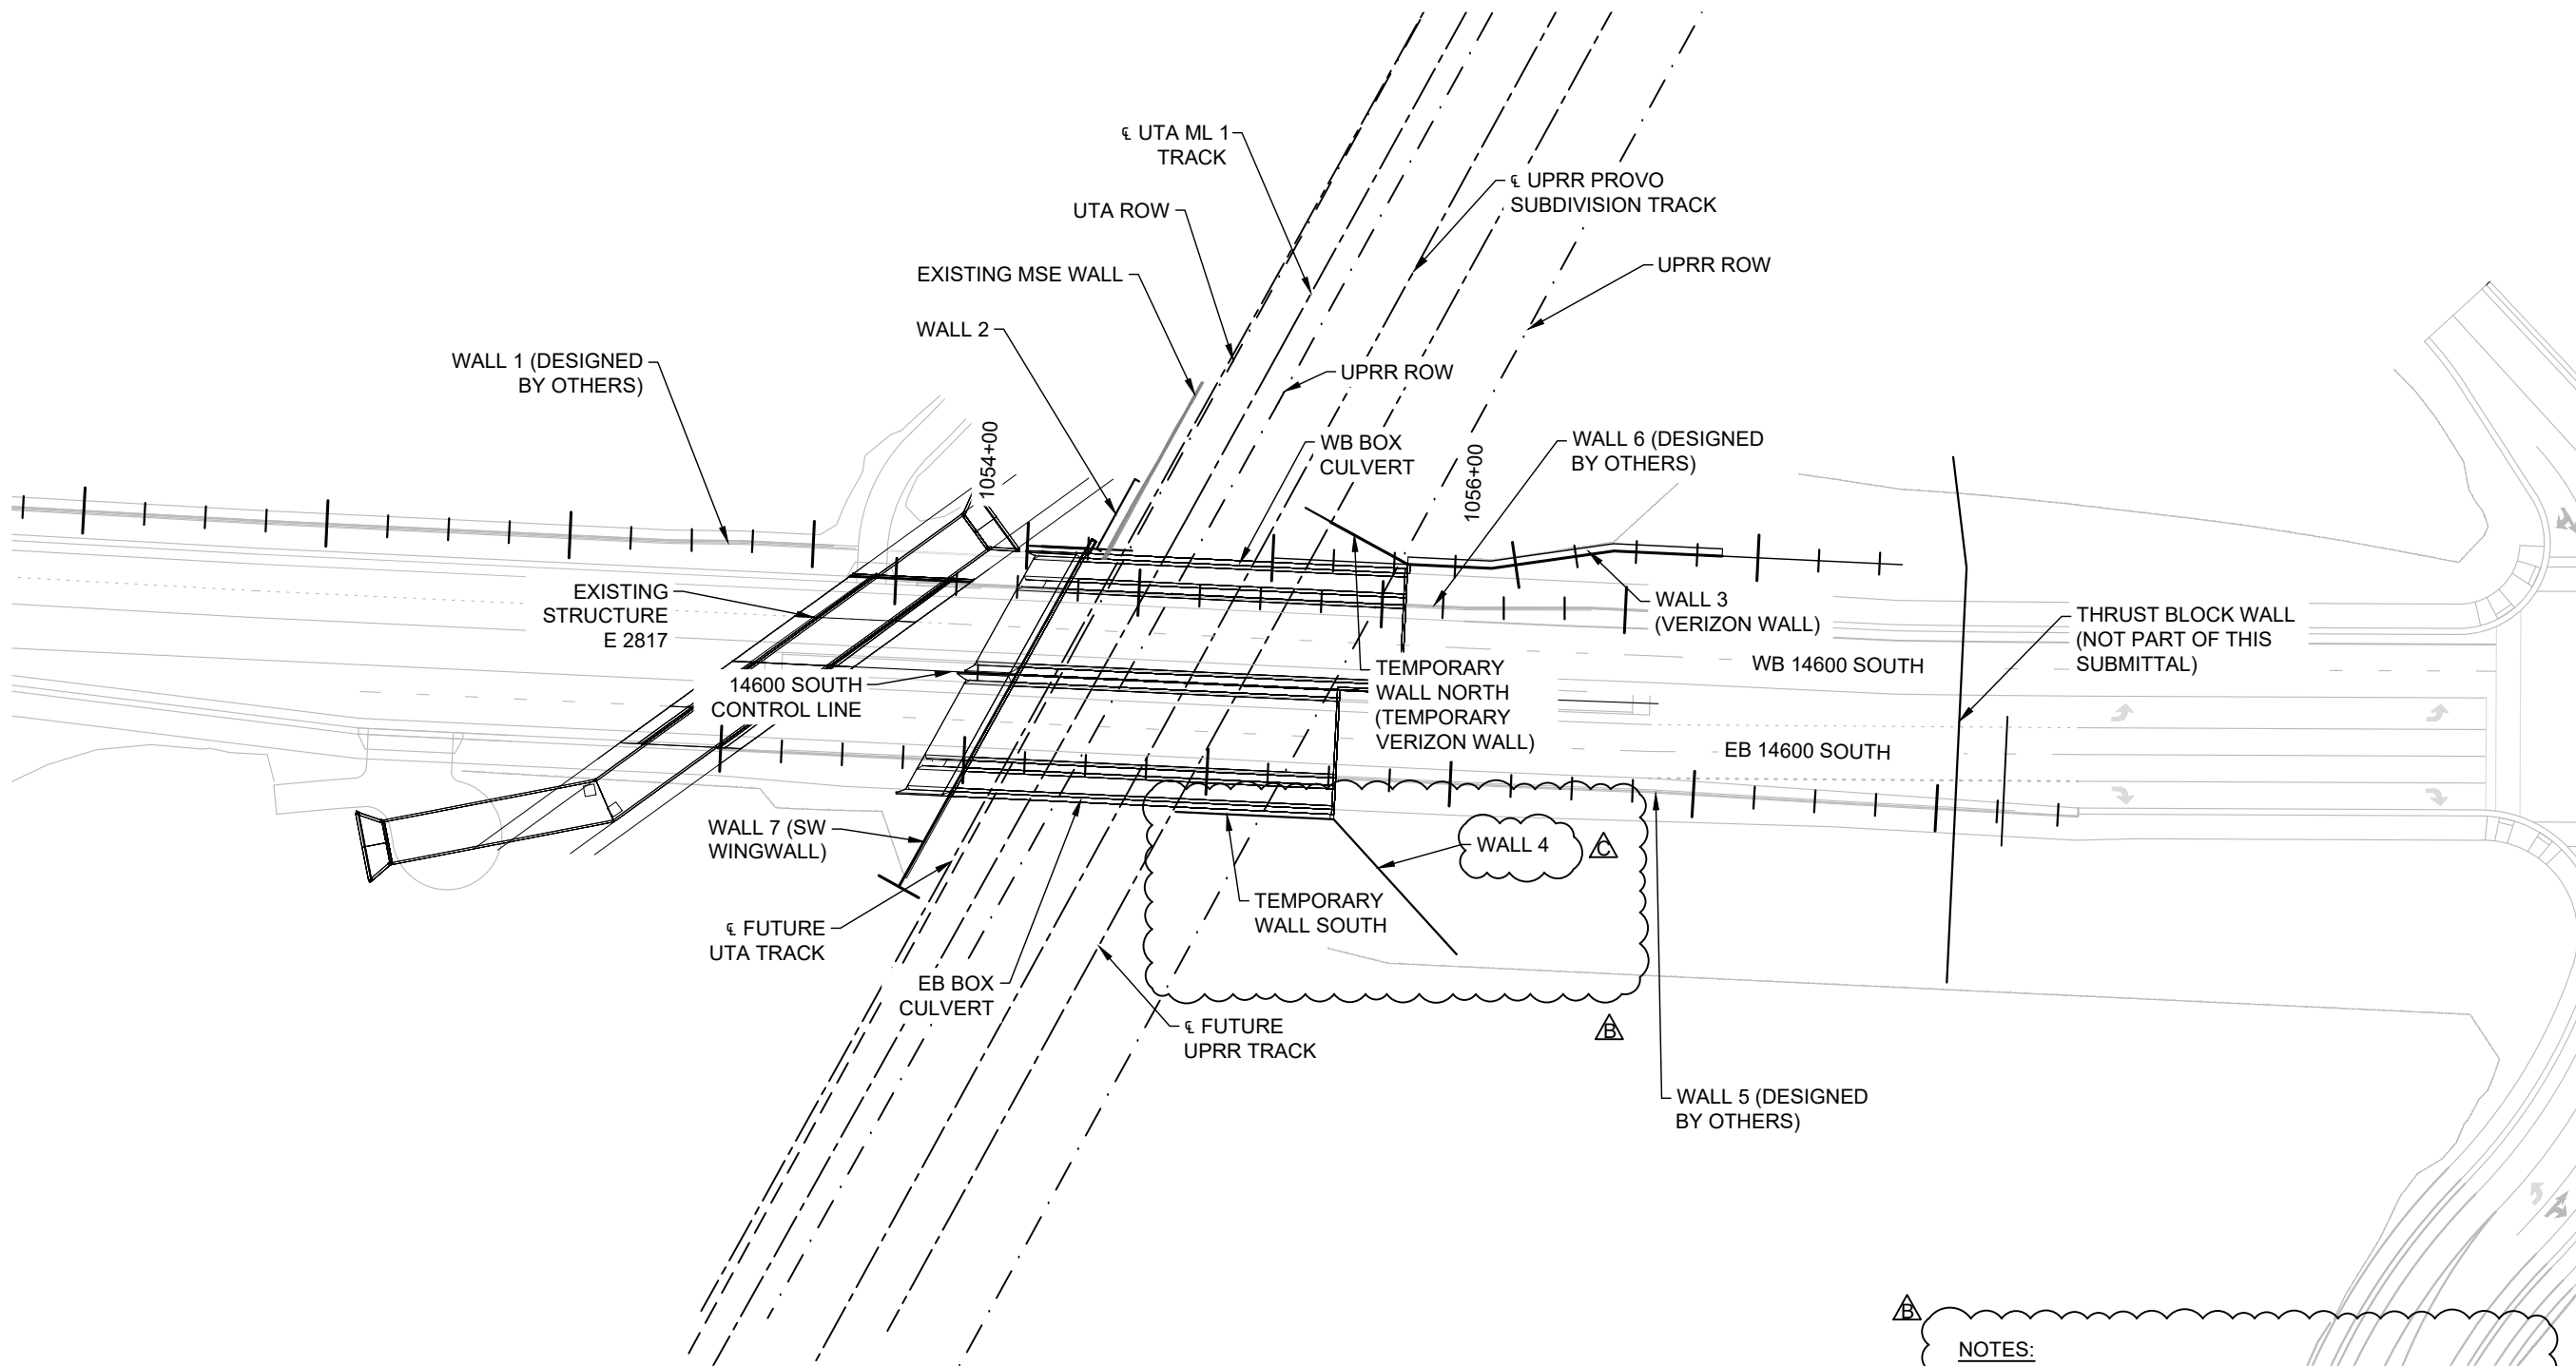 ℄ UTA ML 1
TRACK
℄ UPRR PROVO
SUBDIVISION TRACK
UTA ROW
EXISTING MSE WALL
UPRR ROW
WALL 2
WALL 1 (DESIGNED
BY OTHERS)
UPRR ROW
1054+00
WB BOX
CULVERT
1056+00
WALL 6 (DESIGNED
BY OTHERS)
EXISTING
STRUCTURE
E 2817
WALL 3
(VERIZON WALL)
THRUST BLOCK WALL
(NOT PART OF THIS
SUBMITTAL)
14600 SOUTH
CONTROL LINE
TEMPORARY
WALL NORTH
(TEMPORARY
VERIZON WALL)
WB 14600 SOUTH
EB 14600 SOUTH
WALL 7 (SW
WINGWALL)
WALL 4
C
TEMPORARY
WALL SOUTH
℄ FUTURE
UTA TRACK
EB BOX
CULVERT
℄ FUTURE
UPRR TRACK
B
WALL 5 (DESIGNED
BY OTHERS)
B
NOTES: